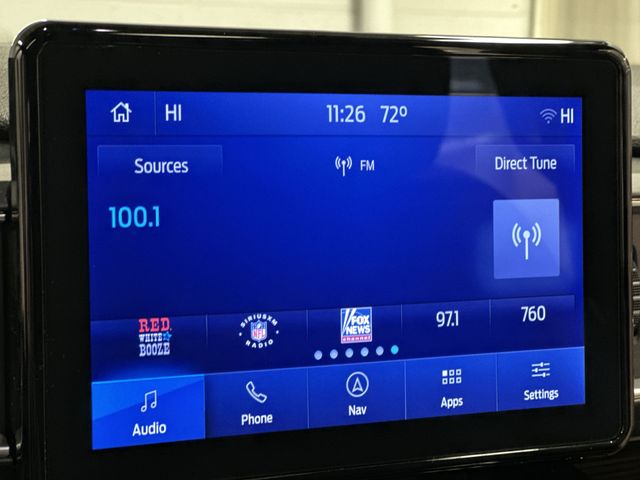 HI 11:26 72° HI
Sources FM Direct Tune
100.1
RED
WHITE
BOOZE
SIRIUSXM
NFL
RADIO
FOX
NEWS
channel
97.1
760
Audio Phone Nav Apps Settings